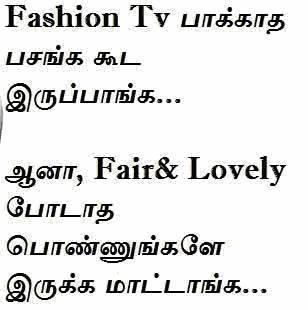 Fashion Tv பாக்காத
பசங்க கூட
இருப்பாங்க...
ஆனா, Fair& Lovely
போடாத
பொண்ணுங்களே
இருக்க மாட்டாங்க...